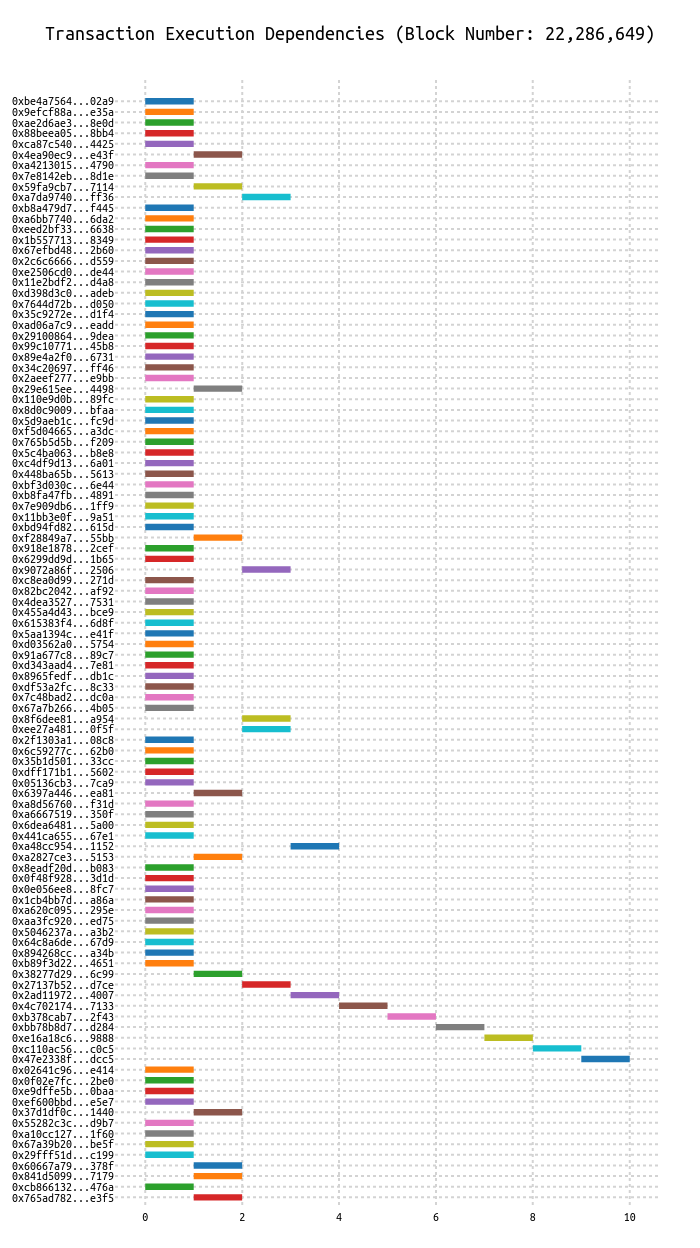 Transaction Execution Dependencies (Block Number: 22,286,649)
0xbe4a7564...02a9
0x9efcf88a...e35a
0xae2d6ae3...8e0d
0x88beea05...8bb4
0xca87c540...4425
0x4ea90ec9...e43f
0xa4213015...4790
0x7e8142eb...8d1e
0x59fa9cb7...7114
0xa7da9740...ff36
0xb8a479d7...f445
0xa6bb7740...6da2
0xeed2bf33...6638
0x1b557713...8349
0x67efbd48...2b60
0x2c6c6666...d559
0xe2506cd0...de44
0x11e2bdf2...d4a8
0xd398d3c0...adeb
0x7644d72b...d050
0x35c9272e...d1f4
0xad06a7c9...eadd
0x29100864...9dea
0x99c10771...45b8
0x89e4a2f0...6731
0x34c20697...ff46
0x2aeef277...e9bb
0x29e615ee...4498
0x110e9d0b...89fc
0x8d0c9009...bfaa
0x5d9aeb1c...fc9d
0xf5d04665...a3dc
0x765b5d5b...f209
0x5c4ba063...b8e8
0xc4df9d13...6a01
0x448ba65b...5613
0xbf3d030c...6e44
0xb8fa47fb...4891
0x7e909db6...1ff9
0x11bb3e0f...9a51
0xbd94fd82...615d
0xf28849a7...55bb
0x918e1878...2cef
0x6299dd9d...1b65
0x9072a86f...2506
0xc8ea0d99...271d
0x82bc2042...af92
0x4dea3527...7531
0x455a4d43...bce9
0x615383f4...6d8f
0x5aa1394c...e41f
0xd03562a0...5754
0x91a677c8...89c7
0xd343aad4...7e81
0x8965fedf...db1c
0xdf53a2fc...8c33
0x7c48bad2...dc0a
0x67a7b266...4b05
0x8f6dee81...a954
0xee27a481...0f5f
0x2f1303a1...08c8
0x6c59277c...62b0
0x35b1d501...33cc
0xdff171b1...5602
0x05136cb3...7ca9
0x6397a446...ea81
0xa8d56760...f31d
0xa6667519...350f
0x6dea6481...5a00
0x441ca655...67e1
0xa48cc954...1152
0xa2827ce3...5153
0x8eadf20d...b083
0x0f48f928...3d1d
0x0e056ee8...8fc7
0x1cb4bb7d...a86a
0xa620c095...295e
0xaa3fc920...ed75
0x5046237a...a3b2
0x64c8a6de...67d9
0x894268cc...a34b
0xb89f3d22...4651
0x38277d29...6c99
0x27137b52...d7ce
0x2ad11972...4007
0x4c702174...7133
0xb378cab7...2f43
0xbb78b8d7...d284
0xe16a18c6...9888
0xc110ac56...c0c5
0x47e2338f...dcc5
0x02641c96...e414
0x0f02e7fc...2be0
0xe9dffe5b...0baa
0xef600bbd...e5e7
0x37d1df0c...1440
0x55282c3c...d9b7
0xa10cc127...1f60
0x67a39b20...be5f
0x29fff51d...c199
0x60667a79...378f
0x841d5099...7179
0xcb866132...476a
0x765ad782...e3f5
0 2 4 6 8 10